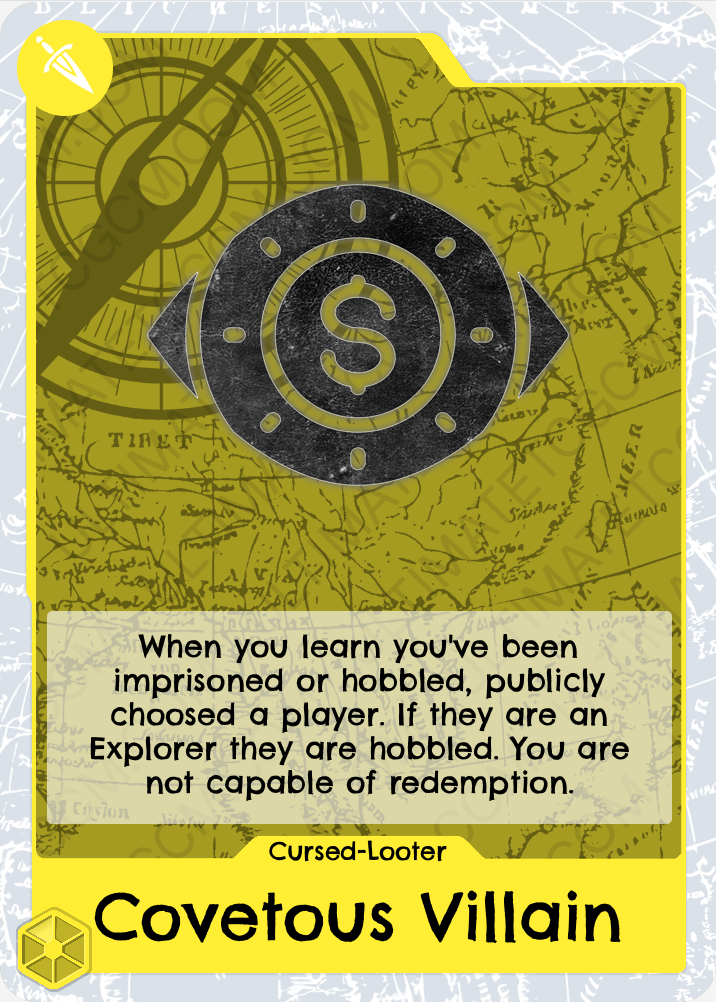 TIBET
$
When you learn you've been
imprisoned or hobbled, publicly
choosed a player. If they are an
Explorer they are hobbled. You are
not capable of redemption.
Cursed-Looter
Covetous Villain